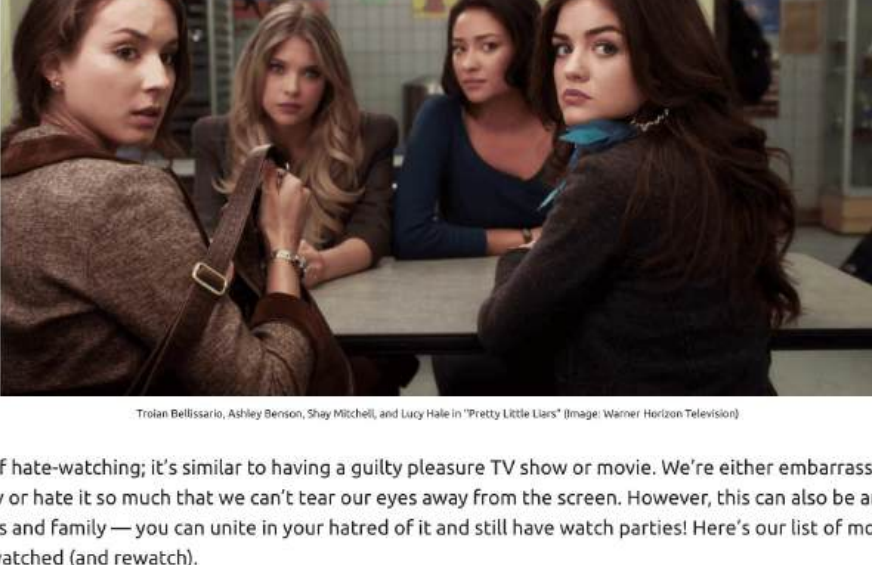 Troian Bellissario, Ashley Benson, Shay Mitchell, and Lucy Hale in "Pretty Little Liars" (Image: Warner Horizon Television)
f hate-watching; it's similar to having a guilty pleasure TV show or movie. We're either embarrass
y or hate it so much that we can't tear our eyes away from the screen. However, this can also be a
s and family — you can unite in your hatred of it and still have watch parties! Here's our list of mo
watched (and rewatch).